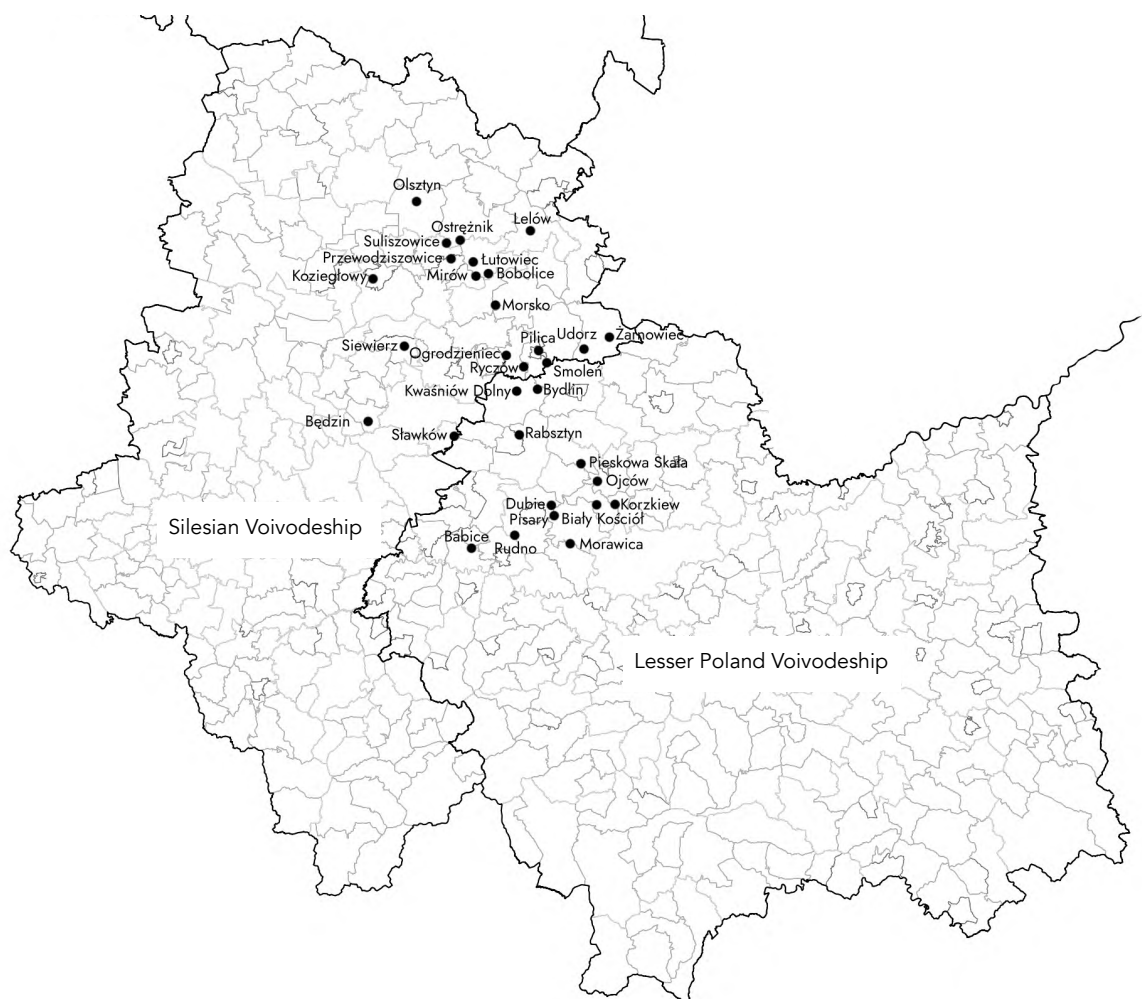 Olsztyn
Lelów
Ostrężnik
Suliszowice
Przewodziszowice
Łutowiec
Koziegłowy
Mirów
Bobolice
Morsko
Siewierz
Ogrodzieniec
Pilica
Udorz
Żarnowiec
Ryczów
Smoleń
Kwaśniów Dolny
Bydlin
Będzin
Sławków
Rabsztyn
Pieskowa Skała
Ojców
Silesian Voivodeship
Dubie
Korzkiew
Pisary
Biały Kościół
Babice
Rudno
Morawica
Lesser Poland Voivodeship